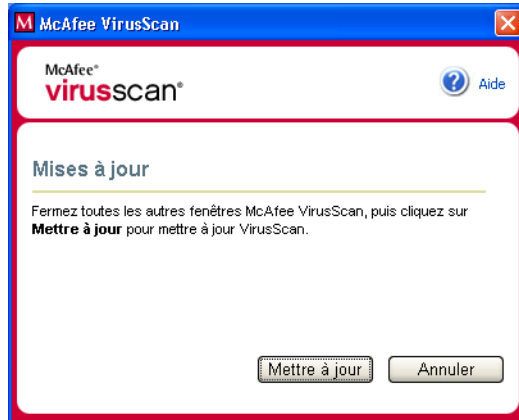 McAfee VirusScan
McAfee®
virusscan®
Aide
Mises à jour
Fermez toutes les autres fenêtres McAfee VirusScan, puis cliquez sur
Mettre à jour pour mettre à jour VirusScan.
Mettre à jour Annuler